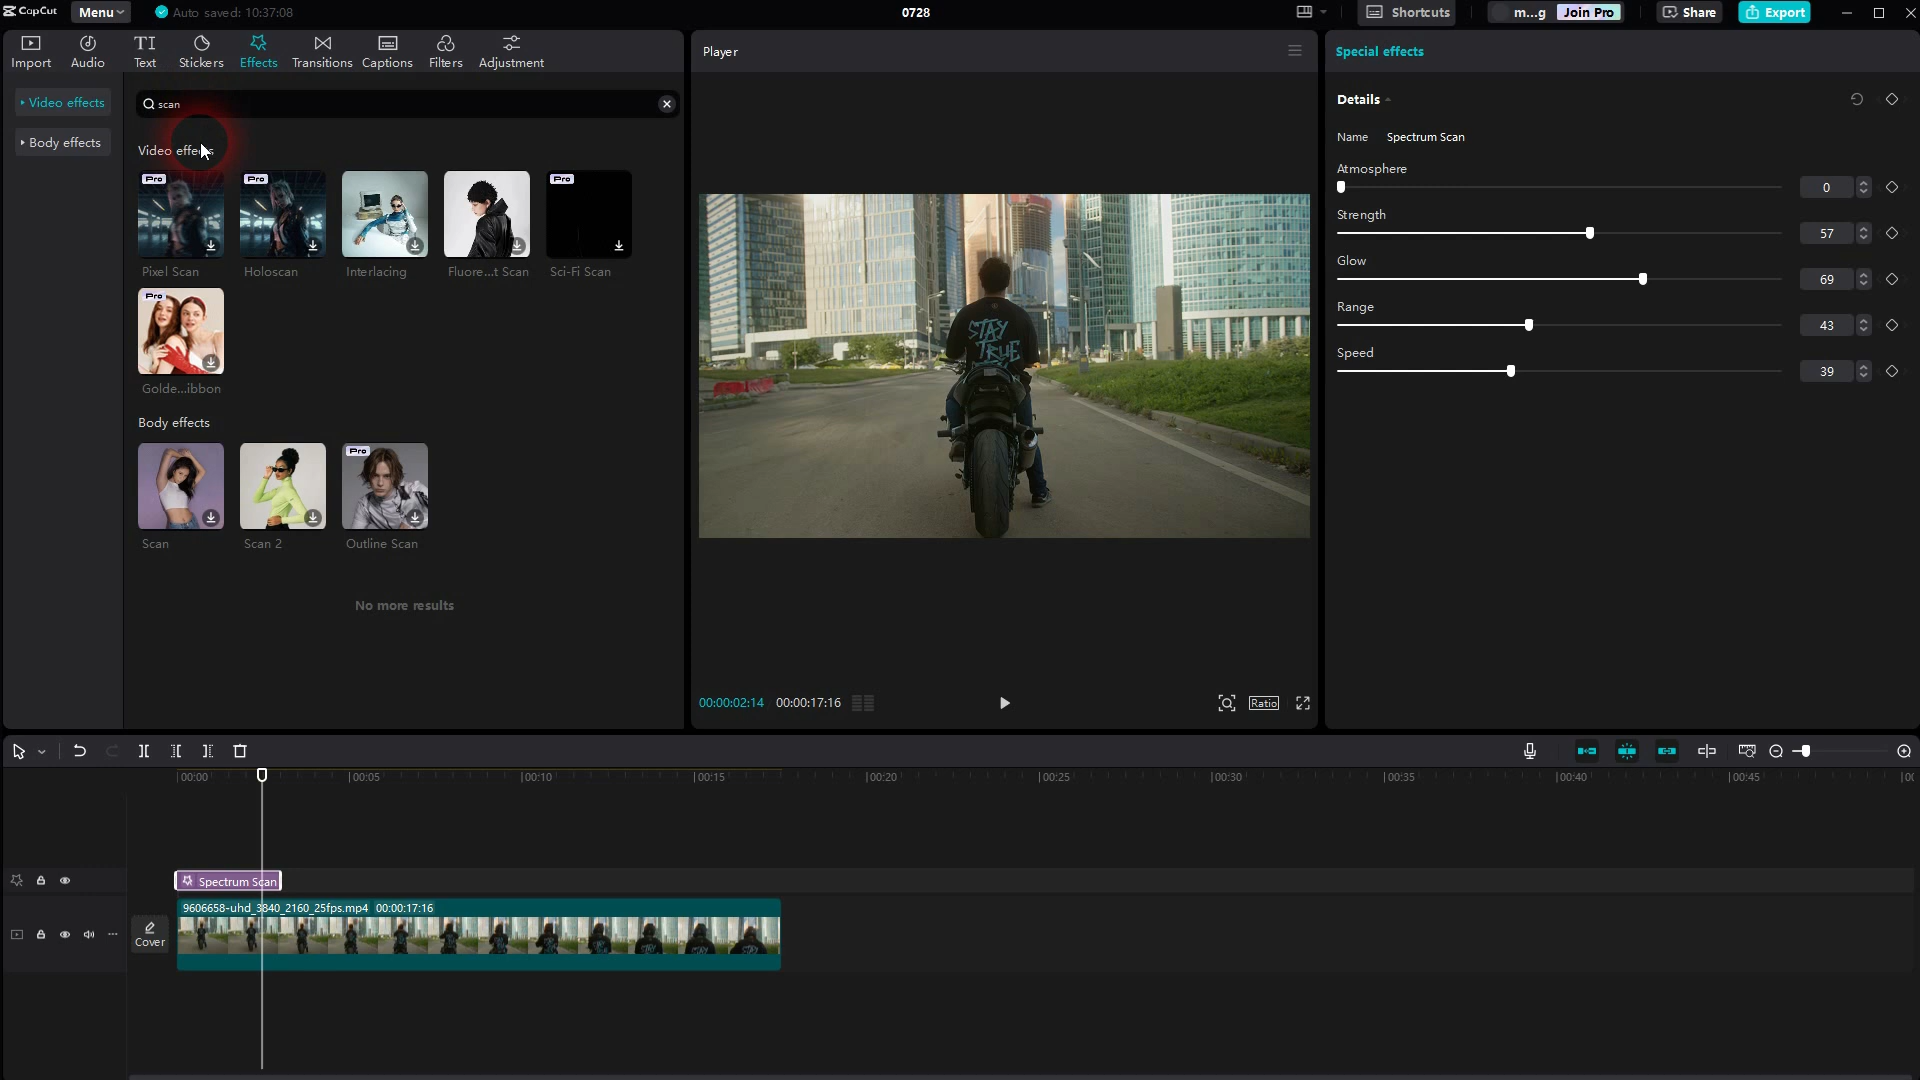 CapCut
Menu
Auto saved: 10:37:08
0728
Shortcuts
m...g
Join Pro
Share
Export
Import
Audio
Text
Stickers
Effects
Transitions
Captions
Filters
Adjustment
Video effects
Body effects
scan
Video effects
Pro
Pro
Pro
Pixel Scan
Holoscan
Interlacing
Fluore...t Scan
Sci-Fi Scan
Pro
Golde...ibbon
Body effects
Pro
Scan
Scan 2
Outline Scan
No more results
Player
STAY
TRUE
00:00:02:14
00:00:17:16
Ratio
Special effects
Details
Name Spectrum Scan
Atmosphere
0
Strength
57
Glow
69
Range
43
Speed
39
00:00
00:05
00:10
00:15
00:20
00:25
00:30
00:35
00:40
00:45
Spectrum Scan
9606658-uhd_3840_2160_25fps.mp4 00:00:17:16
Cover